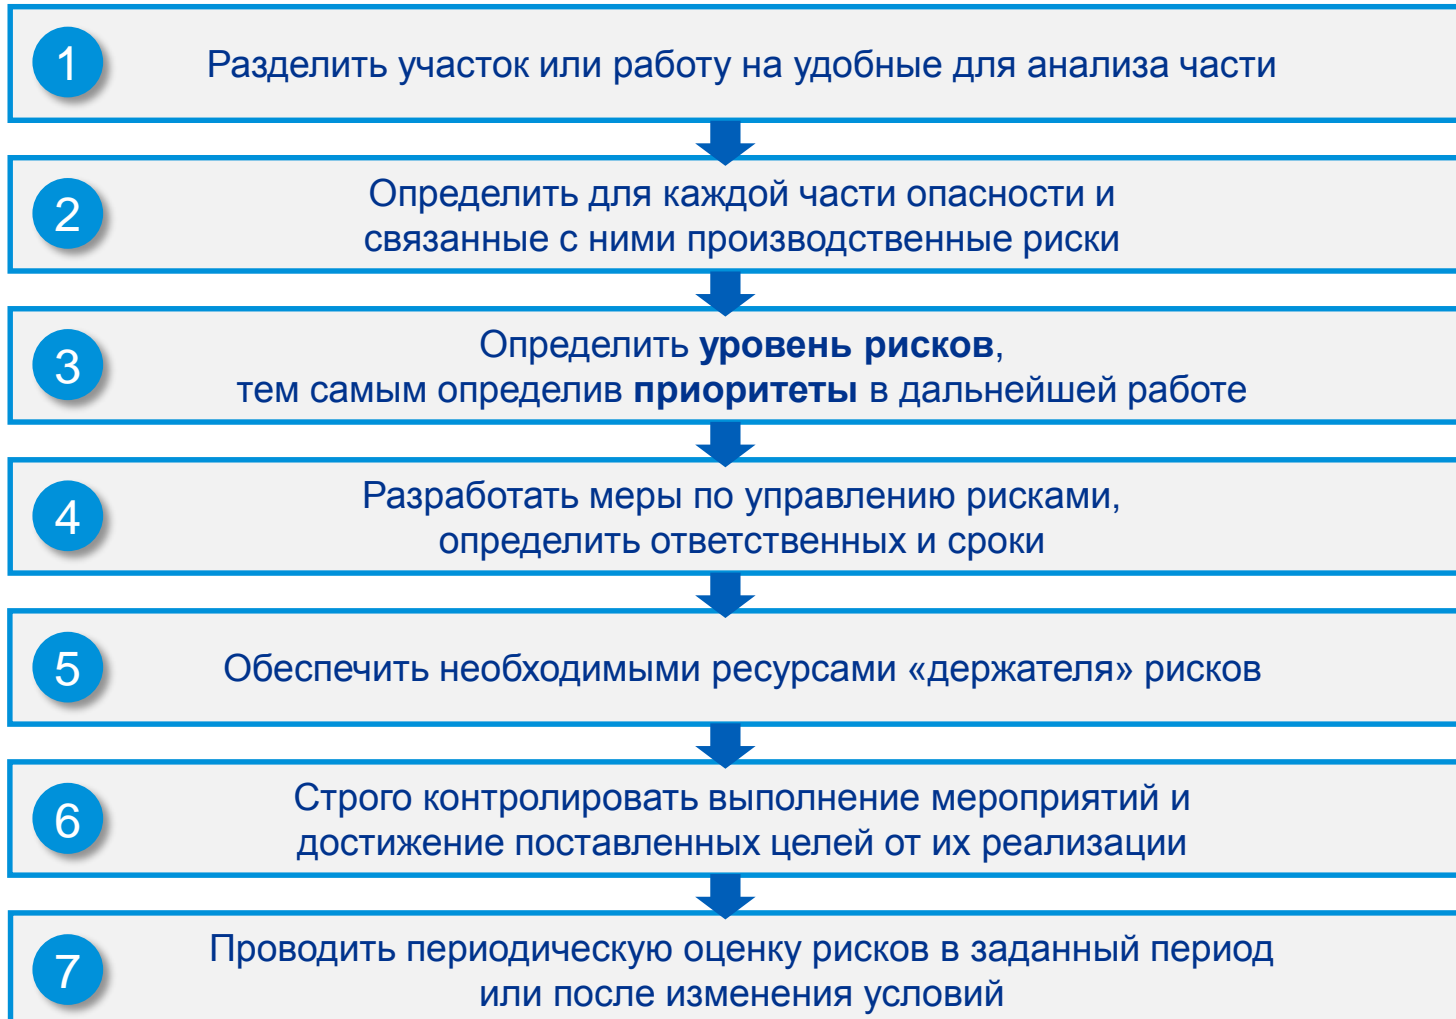 1
Разделить участок или работу на удобные для анализа части
2
Определить для каждой части опасности и
связанные с ними производственные риски
3
Определить уровень рисков,
тем самым определив приоритеты в дальнейшей работе
4
Разработать меры по управлению рисками,
определить ответственных и сроки
5
Обеспечить необходимыми ресурсами «держателя» рисков
6
Строго контролировать выполнение мероприятий и
достижение поставленных целей от их реализации
7
Проводить периодическую оценку рисков в заданный период
или после изменения условий